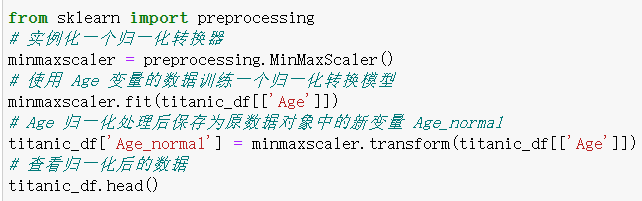 from sklearn import preprocessing
# 实例化一个归一化转换器
minmaxscaler = preprocessing.MinMaxScaler()
# 使用 Age 变量的数据训练一个归一化转换模型
minmaxscaler.fit(titanic_df[['Age']])
# Age 归一化处理后保存为原数据对象中的新变量 Age_normal
titanic_df['Age_normal'] = minmaxscaler.transform(titanic_df[['Age']])
# 查看归一化后的数据
titanic_df.head()